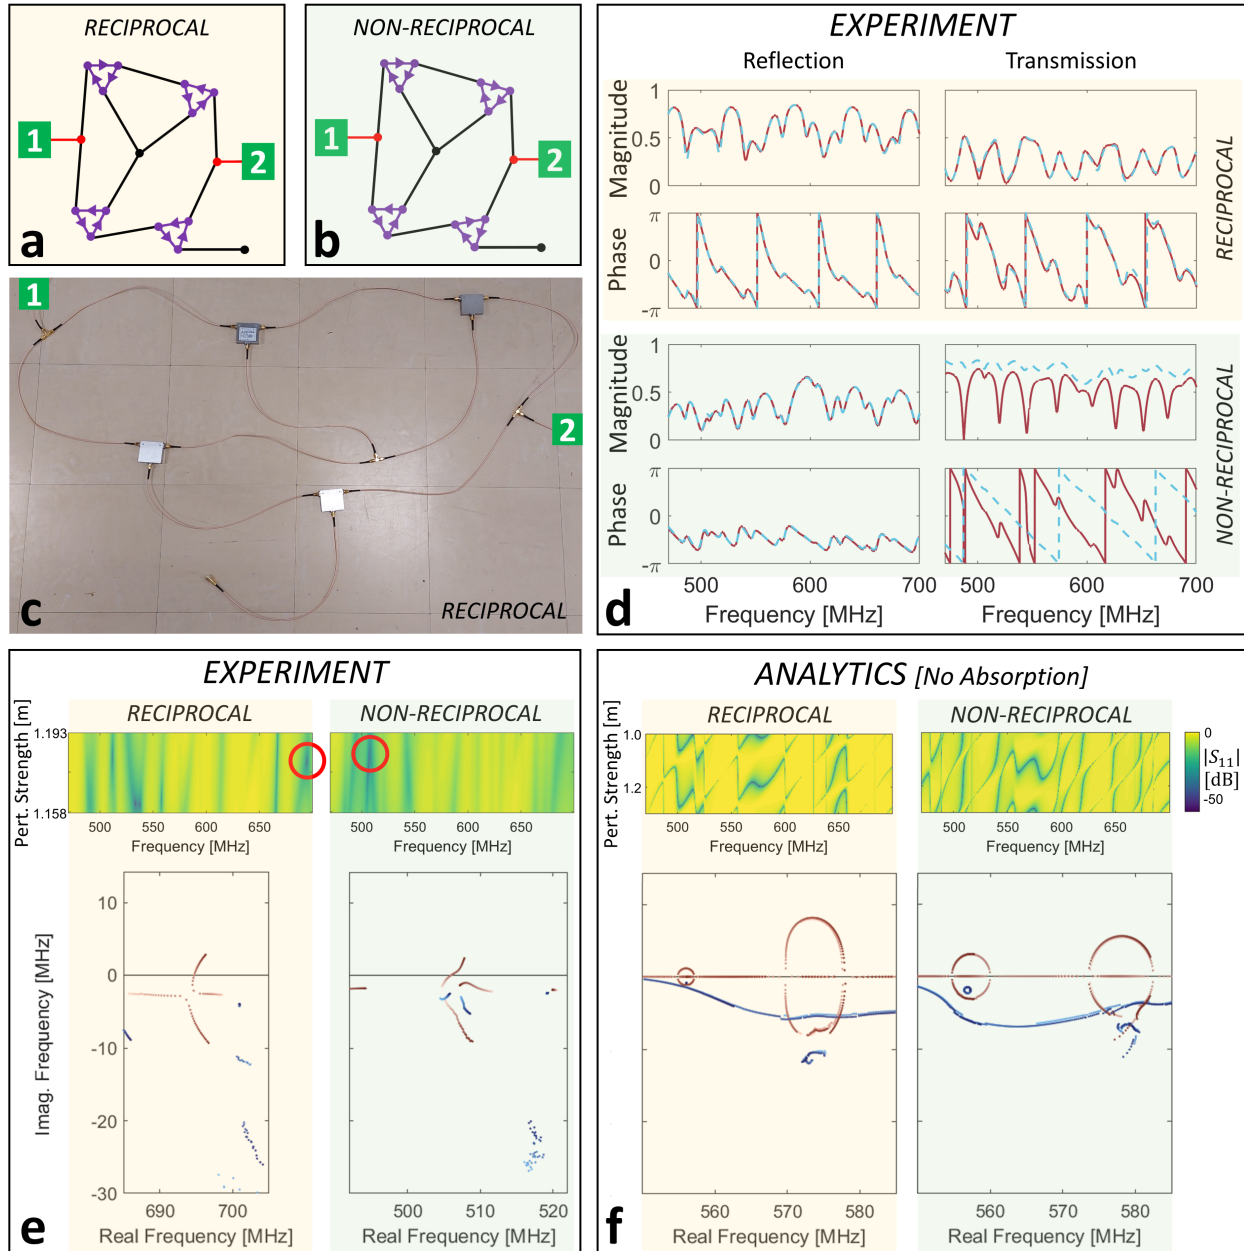 RECIPROCAL
1
2
a
NON-RECIPROCAL
1
2
b
1
2
c
RECIPROCAL
EXPERIMENT
Reflection Transmission
Magnitude
1
0.5
0
RECIPROCAL
Phase
π
0
-π
Magnitude
1
0.5
0
NON-RECIPROCAL
Phase
π
0
-π
500 600 700 500 600 700
Frequency [MHz] Frequency [MHz]
d
EXPERIMENT
RECIPROCAL NON-RECIPROCAL
Pert. Strength [m]
1.193
1.158
500 550 600 650 500 550 600 650
Frequency [MHz] Frequency [MHz]
Imag. Frequency [MHz]
10
0
-10
-20
-30
690 700 500 510 520
Real Frequency [MHz] Real Frequency [MHz]
e
ANALYTICS [No Absorption]
RECIPROCAL NON-RECIPROCAL
Pert. Strength [m]
1.0
1.2
500 550 600 650 500 550 600 650
Frequency [MHz] Frequency [MHz]
0
|S11|
[dB]
-50
560 570 580 560 570 580
Real Frequency [MHz] Real Frequency [MHz]
f